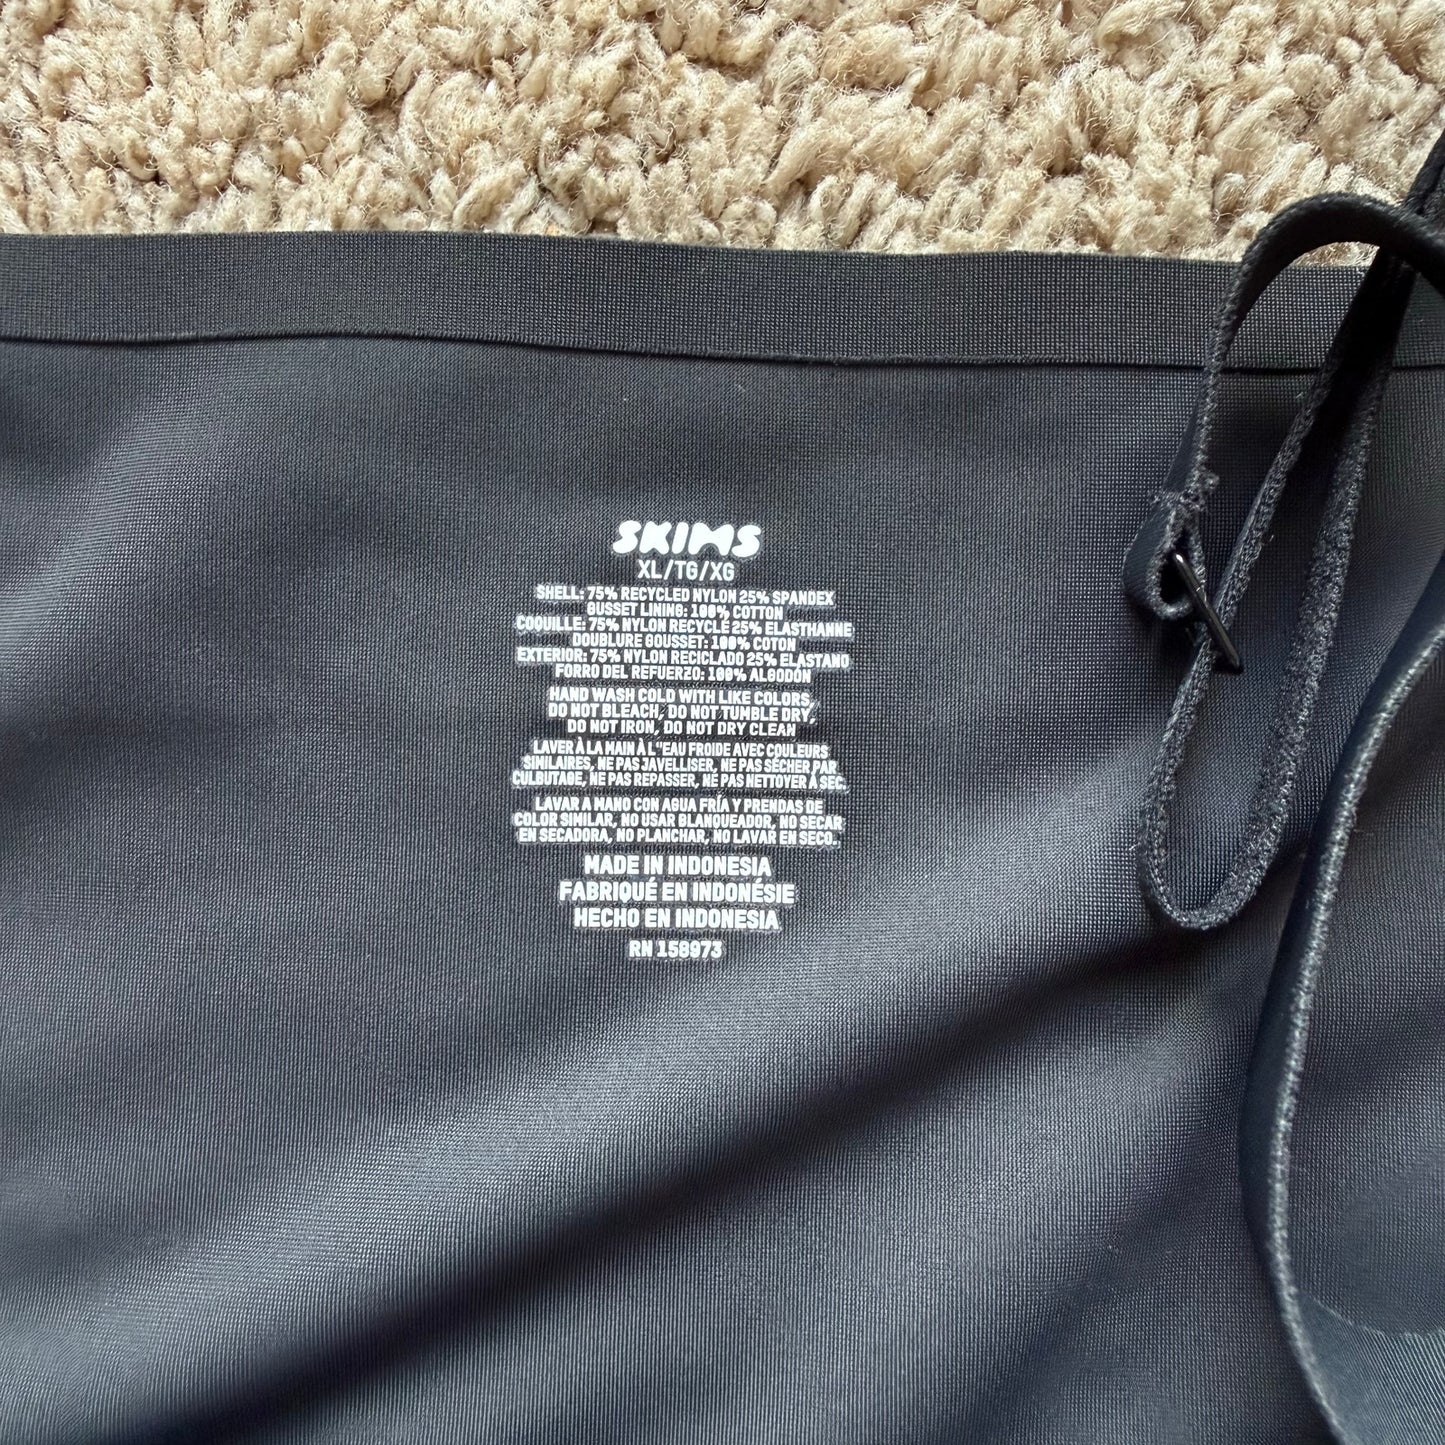 SKIMS
XL/TG/XG
SHELL: 75% RECYCLED NYLON 25% SPANDEX
GUSSET LINING: 100% COTTON
COQUILLE: 75% NYLON RECYCLÉ 25% ELASTHANNE
DOUBLURE GOUSSET: 100% COTON
EXTERIOR: 75% NYLON RECICLADO 25% ELASTANO
FORRO DEL REFUERZO: 100% ALGODÓN
HAND WASH COLD WITH LIKE COLORS,
DO NOT BLEACH, DO NOT TUMBLE DRY,
DO NOT IRON, DO NOT DRY CLEAN
LAVER À LA MAIN À L"EAU FROIDE AVEC COULEURS
SIMILAIRES, NE PAS JAVELLISER, NE PAS SÉCHER PAR
CULBUTAGE, NE PAS REPASSER, NE PAS NETTOYER À SEC.
LAVAR A MANO CON AGUA FRÍA Y PRENDAS DE
COLOR SIMILAR, NO USAR BLANQUEADOR, NO SECAR
EN SECADORA, NO PLANCHAR, NO LAVAR EN SECO.
MADE IN INDONESIA
FABRIQUÉ EN INDONÉSIE
HECHO EN INDONESIA
RN 158973